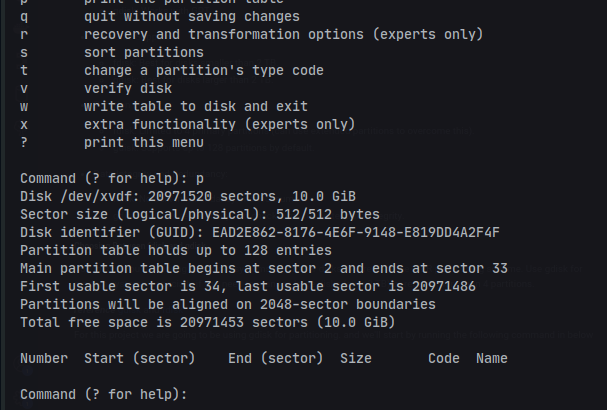 p       print the partition table
q       quit without saving changes
r       recovery and transformation options (experts only)
s       sort partitions
t       change a partition's type code
v       verify disk
w       write table to disk and exit
x       extra functionality (experts only)
?       print this menu
Command (? for help): p
Disk /dev/xvdf: 20971520 sectors, 10.0 GiB
Sector size (logical/physical): 512/512 bytes
Disk identifier (GUID): EAD2E862-8176-4E6F-9148-E819DD4A2F4F
Partition table holds up to 128 entries
Main partition table begins at sector 2 and ends at sector 33
First usable sector is 34, last usable sector is 20971486
Partitions will be aligned on 2048-sector boundaries
Total free space is 20971453 sectors (10.0 GiB)
Number  Start (sector)    End (sector)  Size       Code  Name
Command (? for help):